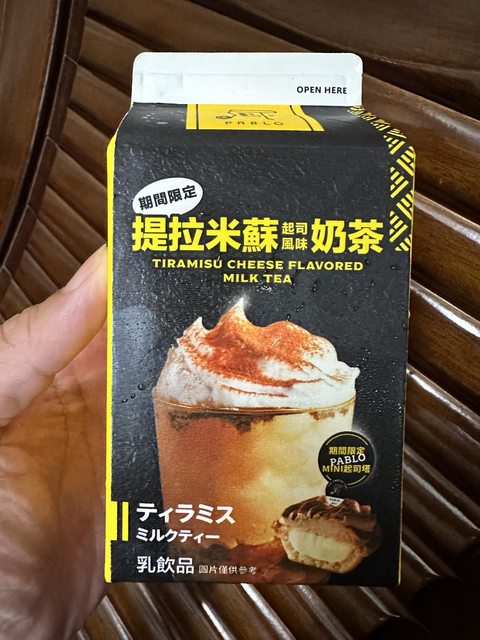 OPEN HERE
PABLO
期間限定
提拉米蘇起司風味奶茶
TIRAMISU CHEESE FLAVORED
MILK TEA
期間限定
PABLO
MINI起司塔
ティラミス
ミルクティー
乳飲品 圖片僅供參考